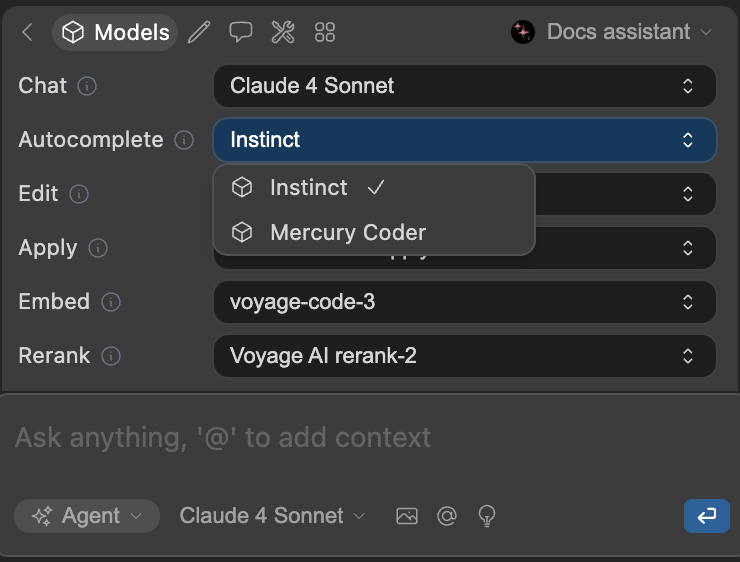 Models
Docs assistant
Chat
Claude 4 Sonnet
Autocomplete
Instinct
Instinct
Mercury Coder
Edit
Apply
Embed
voyage-code-3
Rerank
Voyage AI rerank-2
Ask anything, '@' to add context
Agent
Claude 4 Sonnet